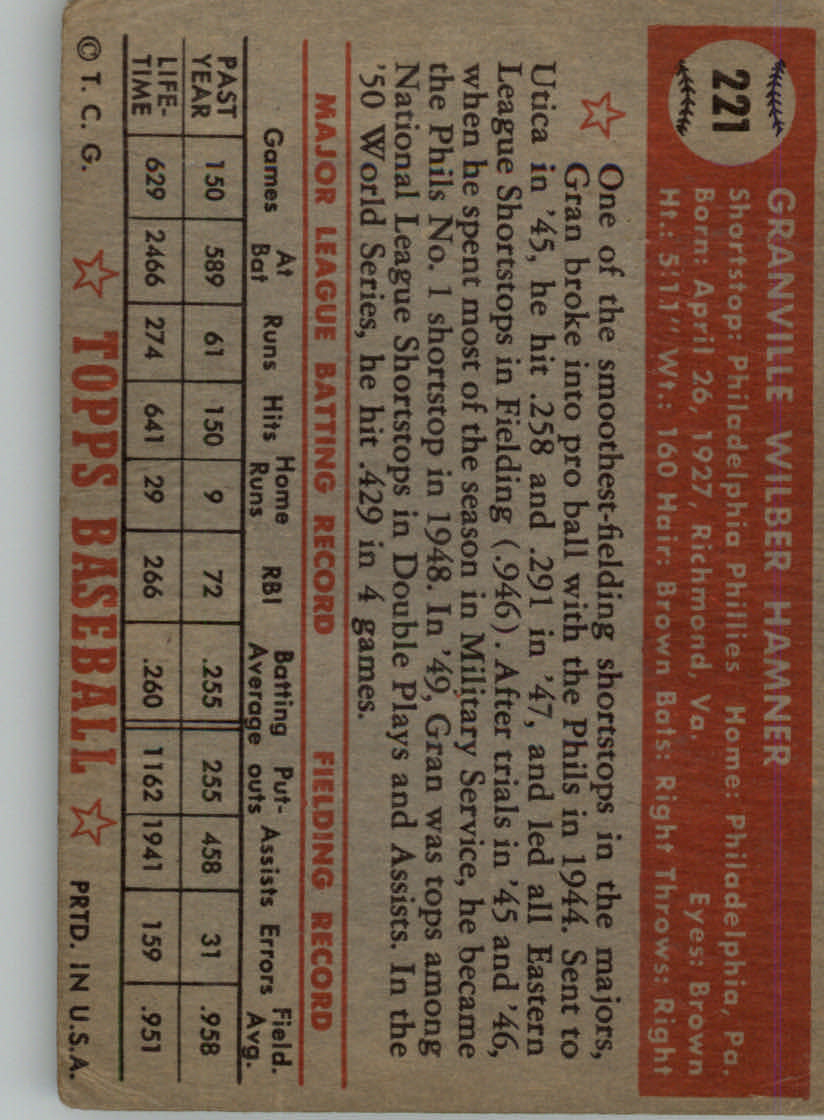 221
GRANVILLE WILBER HAMNER
Shortstop: Philadelphia Phillies Home: Philadelphia, Pa.
Born: April 26, 1927, Richmond, Va. Eyes: Brown
Ht.: 5'11" Wt.: 160 Hair: Brown Bats: Right Throws: Right
One of the smoothest-fielding shortstops in the majors,
Gran broke into pro ball with the Phils in 1944. Sent to
Utica in '45, he hit .258 and .291 in '47, and led all Eastern
League Shortstops in Fielding (.946). After trials in '45 and '46,
when he spent most of the season in Military Service, he became
the Phils No. 1 shortstop in 1948. In '49, Gran was tops among
National League Shortstops in Double Plays and Assists. In the
'50 World Series, he hit .429 in 4 games.
MAJOR LEAGUE BATTING RECORD FIELDING RECORD
Games At Bat Runs Hits Home Runs RBI Batting Average Put-outs Assists Errors Field. Avg.
PAST YEAR 150 589 61 150 9 72 .255 255 458 31 .958
LIFE-TIME 629 2466 274 641 29 266 .260 1162 1941 159 .951
© T. C. G. TOPPS BASEBALL PRTD. IN U.S.A.